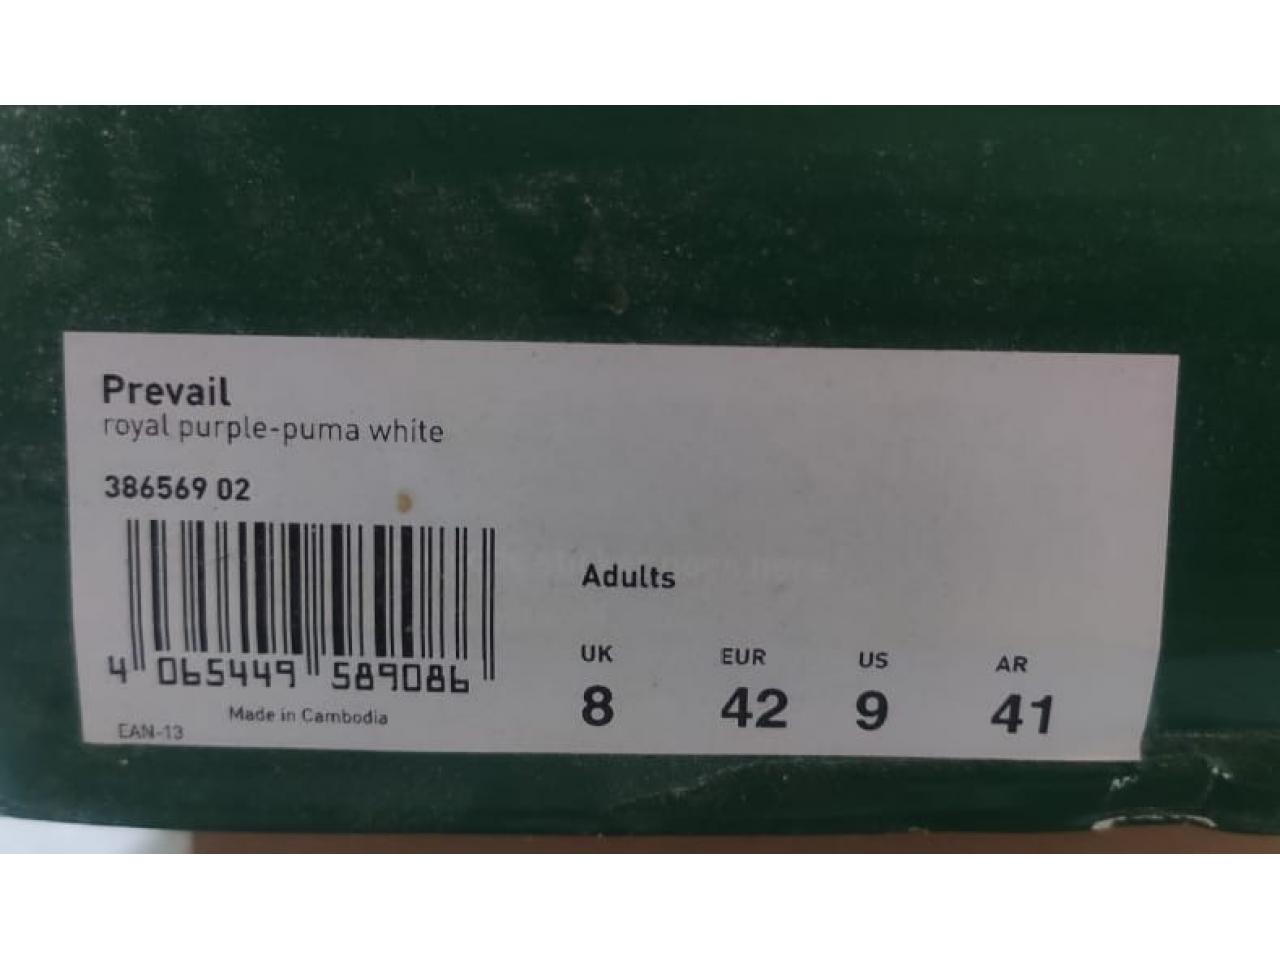 Prevail
royal purple-puma white
386569 02
4 065449 589086
Made in Cambodia
EAN-13
Adults
UK EUR US AR
8 42 9 41